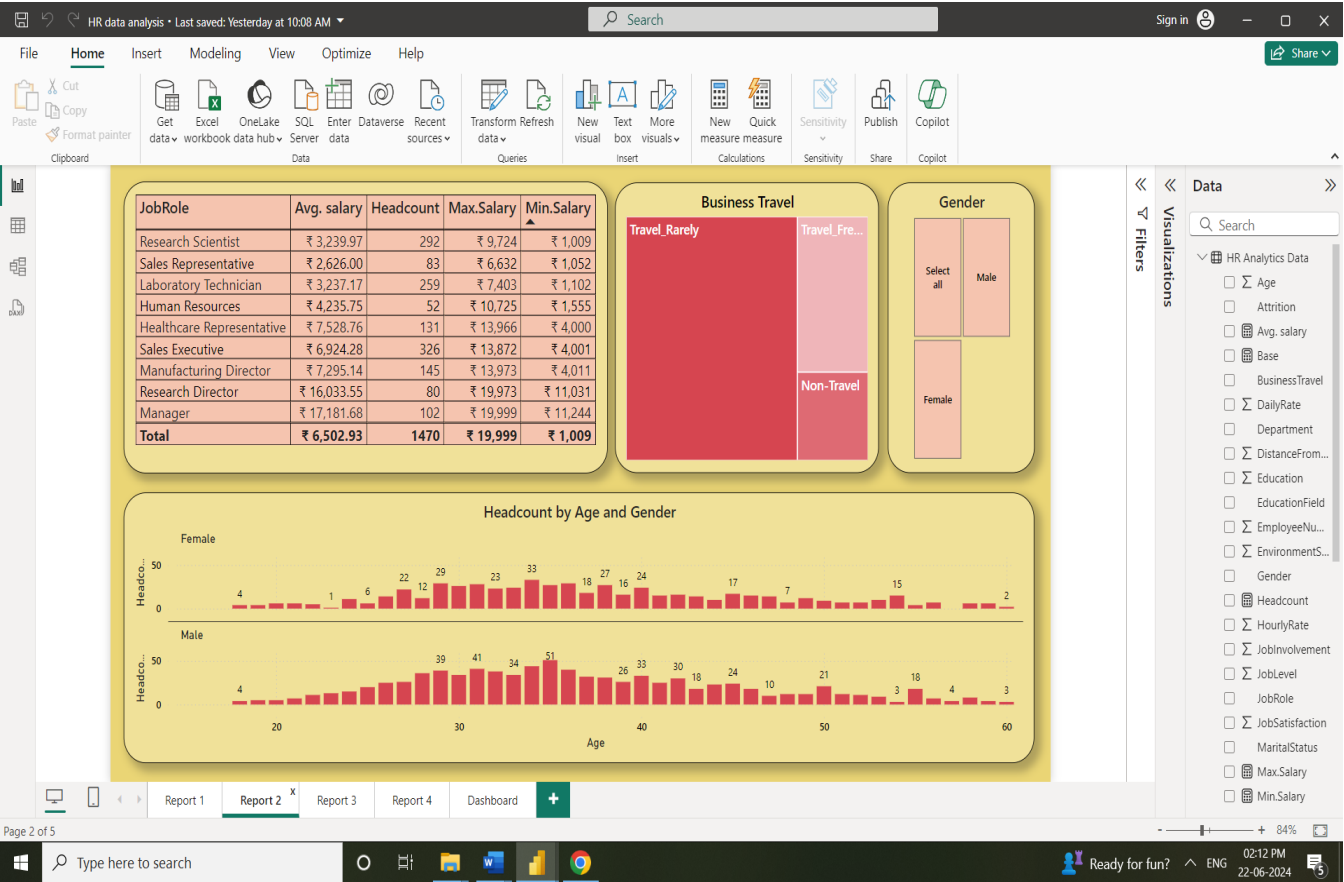 HR data analysis • Last saved: Yesterday at 10:08 AM
Search
Sign in
File Home Insert Modeling View Optimize Help
Share
Paste
Cut
Copy
Format painter
Clipboard
Get data
Excel workbook
OneLake data hub
SQL Server
Enter data
Dataverse
Recent sources
Data
Transform data
Refresh
Queries
New visual
Text box
More visuals
Insert
New measure
Quick measure
Calculations
Sensitivity
Sensitivity
Publish
Share
Copilot
Copilot
JobRole Avg. salary Headcount Max.Salary Min.Salary
Research Scientist ₹ 3,239.97 292 ₹ 9,724 ₹ 1,009
Sales Representative ₹ 2,626.00 83 ₹ 6,632 ₹ 1,052
Laboratory Technician ₹ 3,237.17 259 ₹ 7,403 ₹ 1,102
Human Resources ₹ 4,235.75 52 ₹ 10,725 ₹ 1,555
Healthcare Representative ₹ 7,528.76 131 ₹ 13,966 ₹ 4,000
Sales Executive ₹ 6,924.28 326 ₹ 13,872 ₹ 4,001
Manufacturing Director ₹ 7,295.14 145 ₹ 13,973 ₹ 4,011
Research Director ₹ 16,033.55 80 ₹ 19,973 ₹ 11,031
Manager ₹ 17,181.68 102 ₹ 19,999 ₹ 11,244
Total ₹ 6,502.93 1470 ₹ 19,999 ₹ 1,009
Business Travel
Travel_Rarely
Travel_Fre...
Non-Travel
Gender
Select all
Male
Female
Headcount by Age and Gender
Female
Headco...
50
0
4 1 6 22 12 29 23 33 18 27 16 24 17 7 15 2
Male
Headco...
50
0
4 39 41 34 51 26 33 30 18 24 10 21 3 18 4 3
20 30 40 50 60
Age
Filters
Visualizations
Data
Search
HR Analytics Data
Age
Attrition
Avg. salary
Base
BusinessTravel
DailyRate
Department
DistanceFrom...
Education
EducationField
EmployeeNu...
EnvironmentS...
Gender
Headcount
HourlyRate
JobInvolvement
JobLevel
JobRole
JobSatisfaction
MaritalStatus
Max.Salary
Min.Salary
Report 1 Report 2 x Report 3 Report 4 Dashboard +
Page 2 of 5
- + 84%
Type here to search
Ready for fun?
ENG
02:12 PM
22-06-2024
5